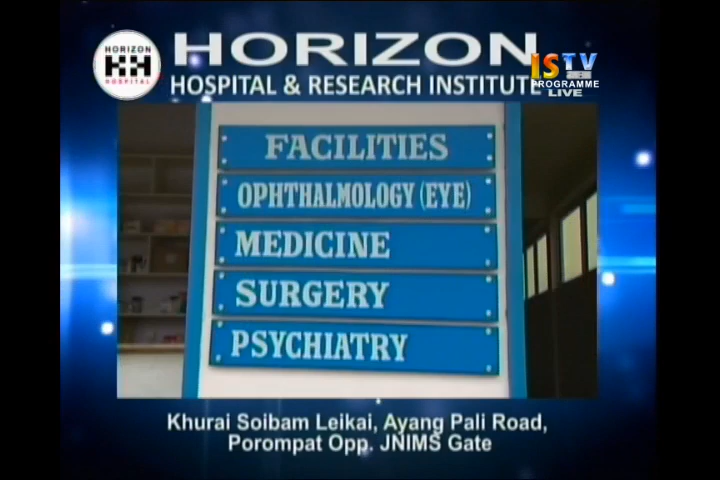 HORIZON
HOSPITAL & RESEARCH INSTITUTE
HORIZON
HH
HOSPITAL
ISTV
PROGRAMME
LIVE
FACILITIES
OPHTHALMOLOGY (EYE)
MEDICINE
SURGERY
PSYCHIATRY
Khurai Soibam Leikai, Ayang Pali Road,
Porompat Opp. JNIMS Gate